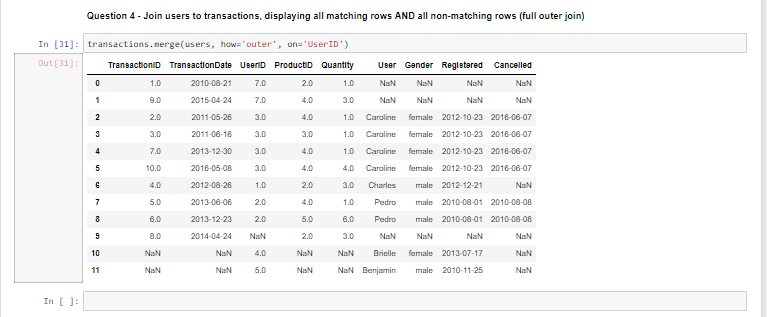 Question 4 - Join users to transactions, displaying all matching rows AND all non-matching rows (full outer join)
In [31]: transactions.merge(users, how='outer', on='UserID')
Out[31]:
TransactionID TransactionDate UserID ProductID Quantity User Gender Registered Cancelled
0 1.0 2010-08-21 7.0 2.0 1.0 NaN NaN NaN NaN
1 9.0 2015-04-24 7.0 4.0 3.0 NaN NaN NaN NaN
2 2.0 2011-05-26 3.0 4.0 1.0 Caroline female 2012-10-23 2016-06-07
3 3.0 2011-06-16 3.0 3.0 1.0 Caroline female 2012-10-23 2016-06-07
4 7.0 2013-12-30 3.0 4.0 1.0 Caroline female 2012-10-23 2016-06-07
5 10.0 2016-05-08 3.0 4.0 4.0 Caroline female 2012-10-23 2016-06-07
6 4.0 2012-08-26 1.0 2.0 3.0 Charles male 2012-12-21 NaN
7 5.0 2013-06-06 2.0 4.0 1.0 Pedro male 2010-08-01 2010-08-08
8 6.0 2013-12-23 2.0 5.0 6.0 Pedro male 2010-08-01 2010-08-08
9 8.0 2014-04-24 NaN 2.0 3.0 NaN NaN NaN NaN
10 NaN NaN 4.0 NaN NaN Brielle female 2013-07-17 NaN
11 NaN NaN 5.0 NaN NaN Benjamin male 2010-11-25 NaN
In [ ]: